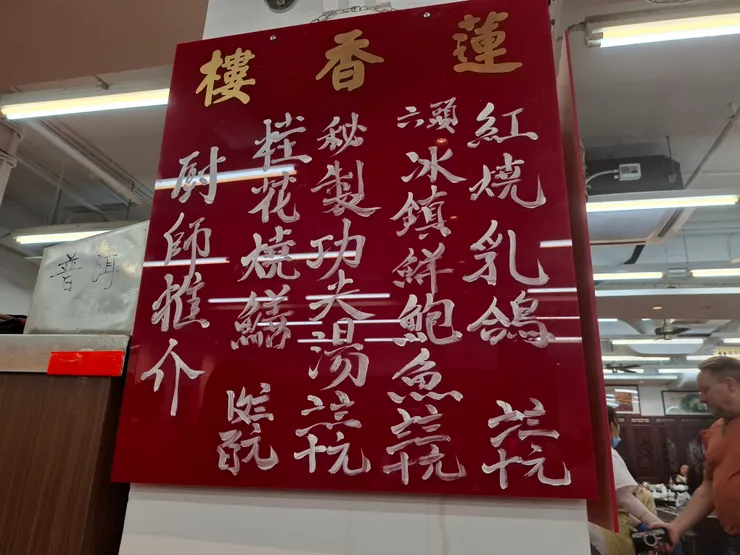 蓮香樓
紅燒乳鴿
六頭冰鎮鮮鮑魚
秘製功夫湯
桂花燒鱔
厨師推介
普洱